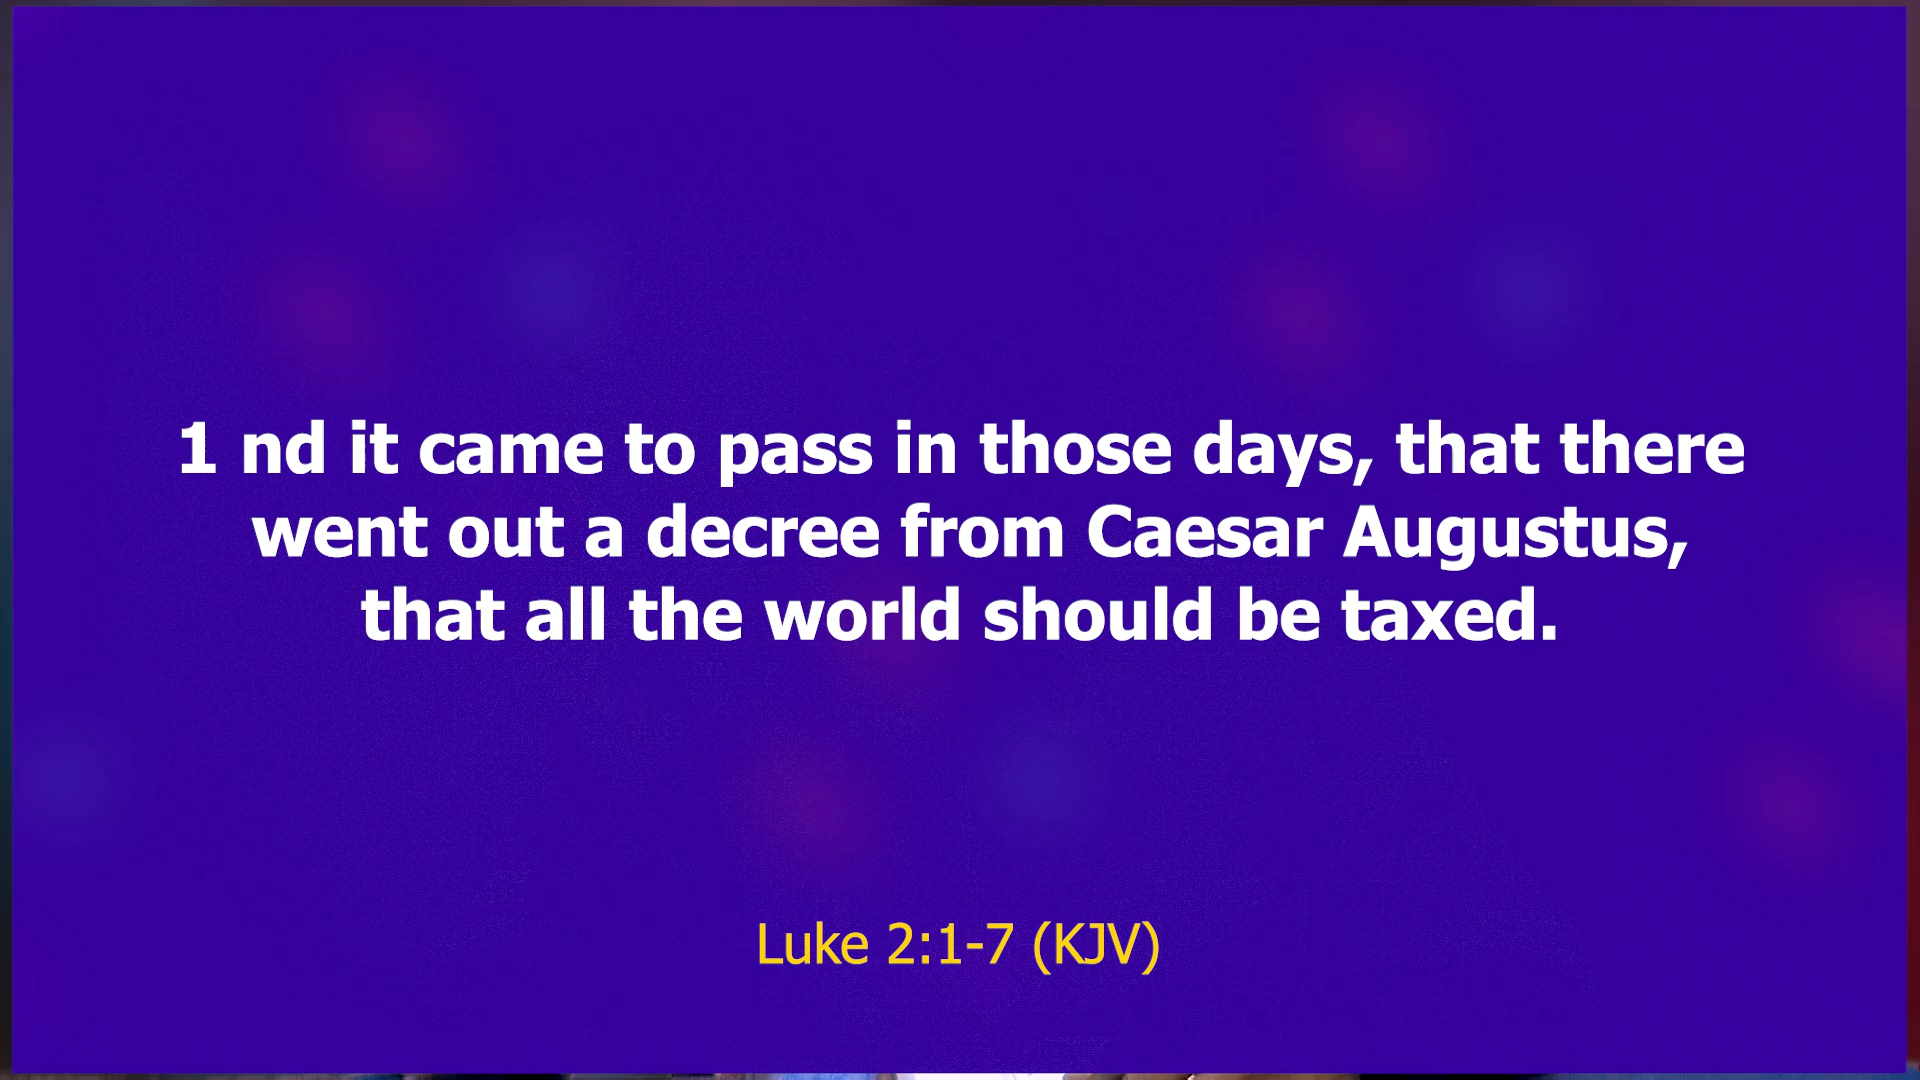 1 nd it came to pass in those days, that there
went out a decree from Caesar Augustus,
that all the world should be taxed.
Luke 2:1-7 (KJV)